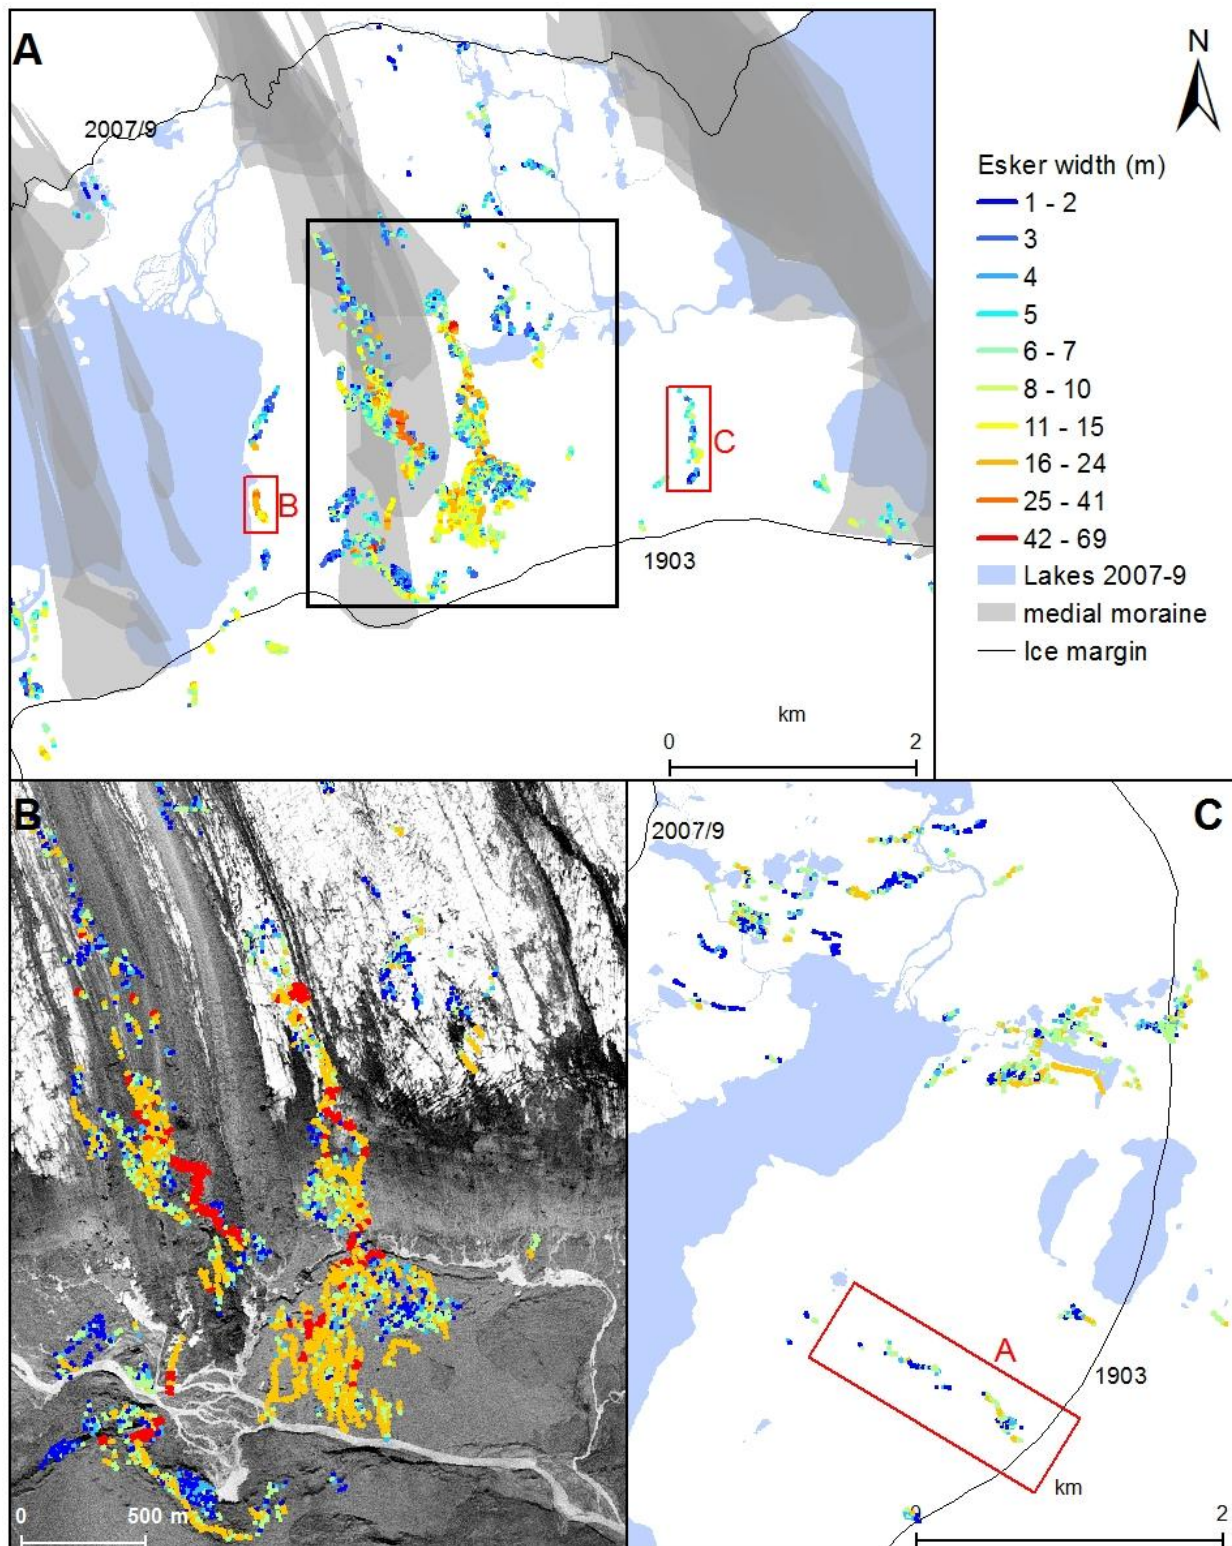 A
N
2007/9
Esker width (m)
1 - 2
3
4
5
6 - 7
8 - 10
11 - 15
16 - 24
25 - 41
42 - 69
Lakes 2007-9
medial moraine
Ice margin
C
B
1903
km
0 2
B
C
2007/9
A
1903
km
0 500 m
0 2